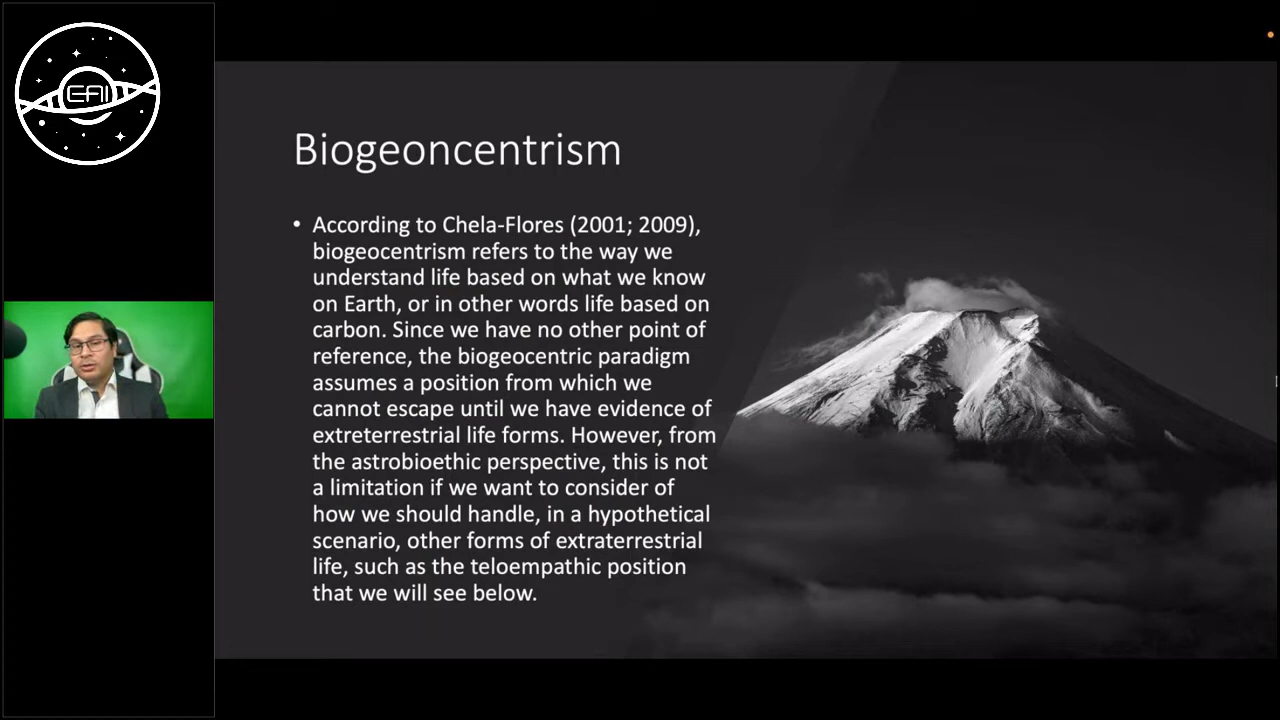 EAI
Biogeoncentrism
• According to Chela-Flores (2001; 2009),
biogeocentrism refers to the way we
understand life based on what we know
on Earth, or in other words life based on
carbon. Since we have no other point of
reference, the biogeocentric paradigm
assumes a position from which we
cannot escape until we have evidence of
extreterrestrial life forms. However, from
the astrobioethic perspective, this is not
a limitation if we want to consider of
how we should handle, in a hypothetical
scenario, other forms of extraterrestrial
life, such as the teloempathic position
that we will see below.